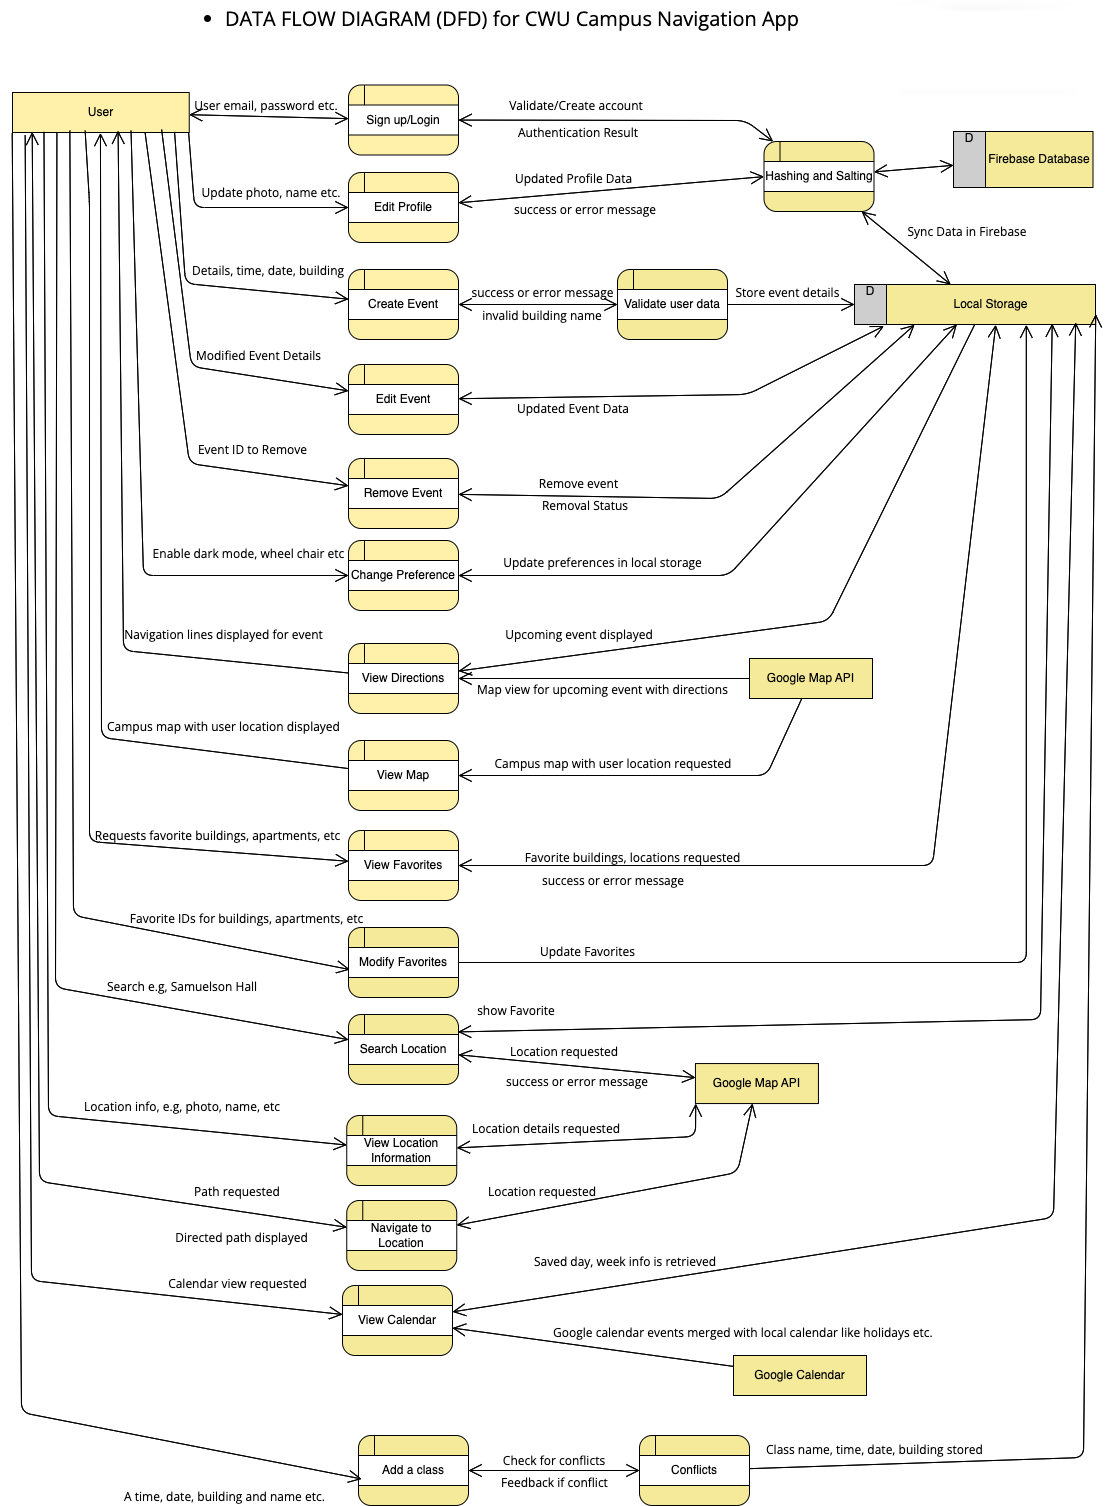 • DATA FLOW DIAGRAM (DFD) for CWU Campus Navigation App
User
User email, password etc.
Sign up/Login
Validate/Create account
Authentication Result
D
Firebase Database
Hashing and Salting
Update photo, name etc.
Edit Profile
Updated Profile Data
success or error message
Sync Data in Firebase
Details, time, date, building
Create Event
success or error message
invalid building name
Validate user data
Store event details
D
Local Storage
Modified Event Details
Edit Event
Updated Event Data
Event ID to Remove
Remove Event
Remove event
Removal Status
Enable dark mode, wheel chair etc
Change Preference
Update preferences in local storage
Navigation lines displayed for event
View Directions
Upcoming event displayed
Map view for upcoming event with directions
Google Map API
Campus map with user location displayed
View Map
Campus map with user location requested
Requests favorite buildings, apartments, etc
View Favorites
Favorite buildings, locations requested
success or error message
Favorite IDs for buildings, apartments, etc
Modify Favorites
Update Favorites
Search e.g, Samuelson Hall
Search Location
show Favorite
Location requested
success or error message
Google Map API
Location info, e.g, photo, name, etc
View Location
Information
Location details requested
Path requested
Directed path displayed
Navigate to
Location
Location requested
Calendar view requested
View Calendar
Saved day, week info is retrieved
Google calendar events merged with local calendar like holidays etc.
Google Calendar
A time, date, building and name etc.
Add a class
Check for conflicts
Feedback if conflict
Conflicts
Class name, time, date, building stored